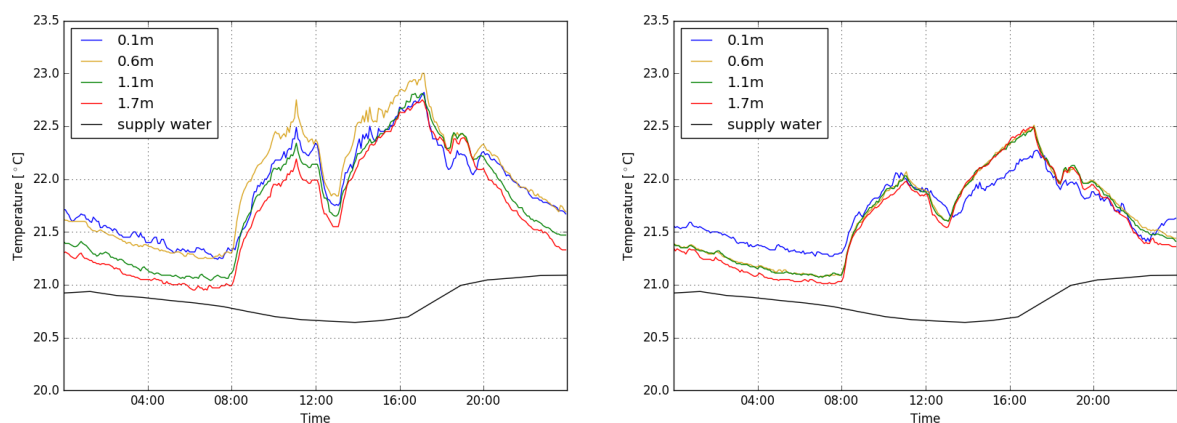 23.5
23.0
22.5
22.0
21.5
21.0
20.5
20.0
Temperature [°C]
0.1m
0.6m
1.1m
1.7m
supply water
04:00 08:00 12:00 16:00 20:00
Time
23.5
23.0
22.5
22.0
21.5
21.0
20.5
20.0
Temperature [°C]
0.1m
0.6m
1.1m
1.7m
supply water
04:00 08:00 12:00 16:00 20:00
Time